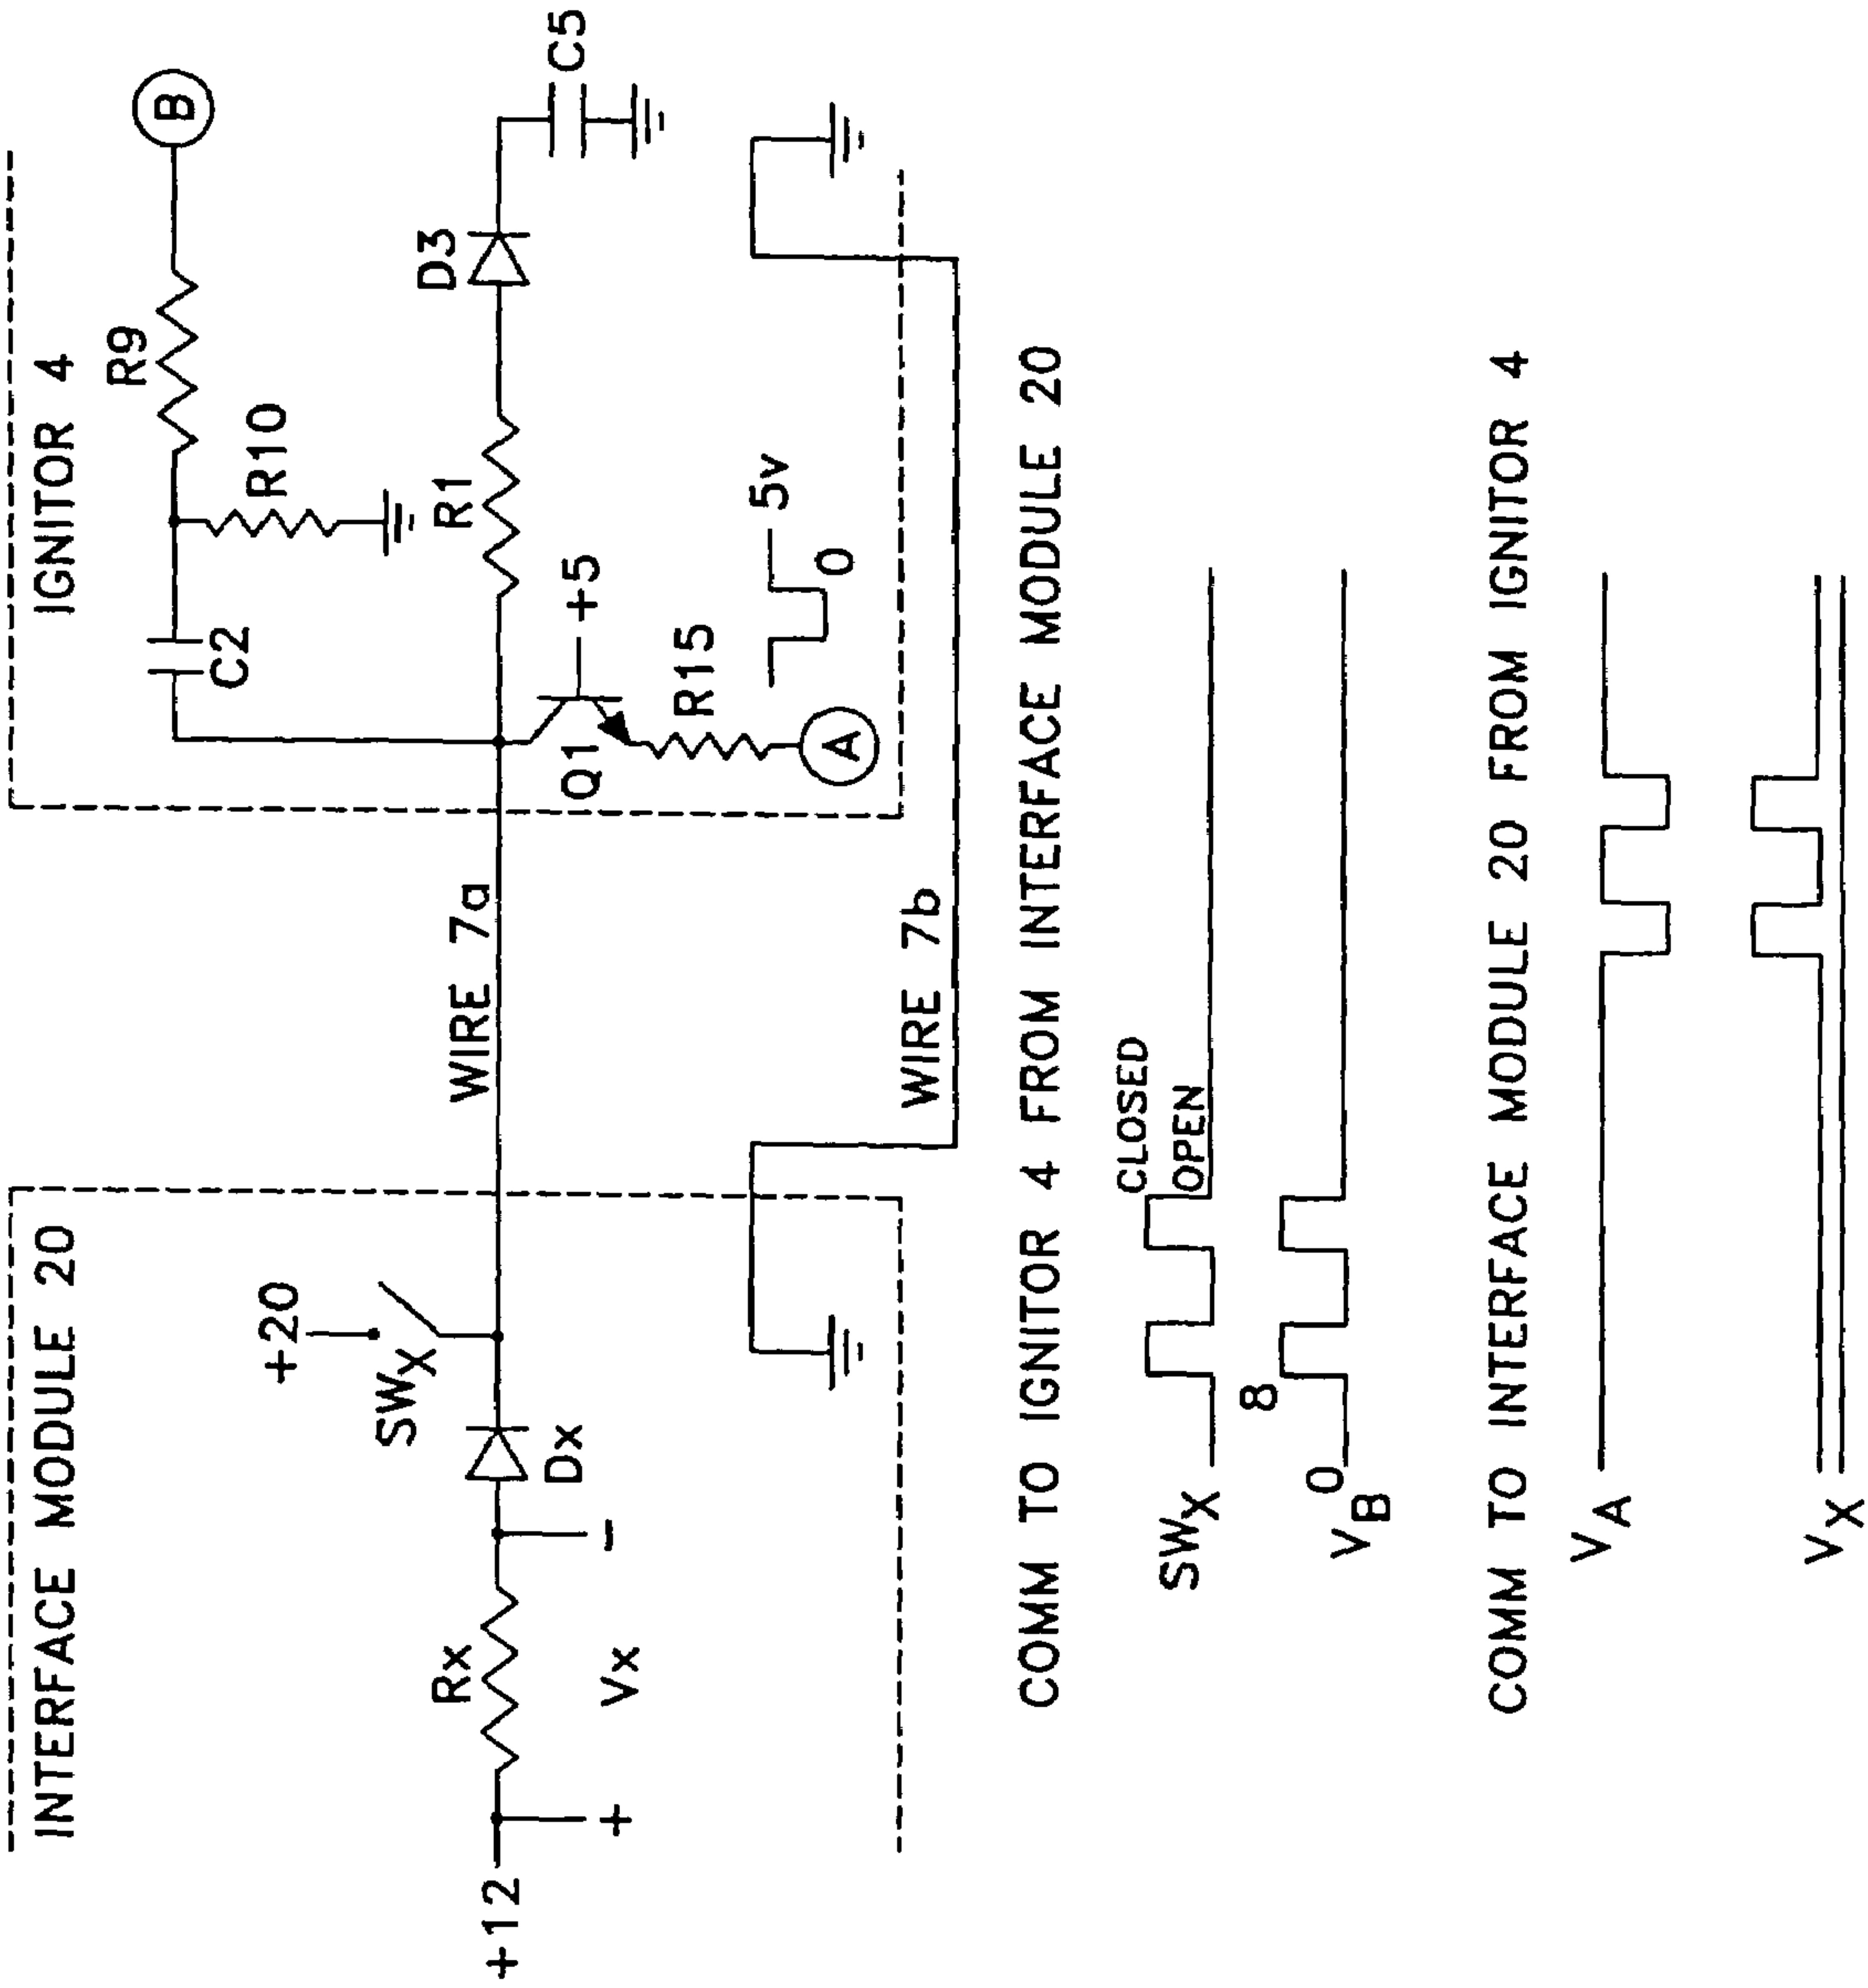 INTERFACE MODULE 20
IGNITOR 4
B
R9
+20
C2
R10
SWX
D3
C5
+12
Rx
WIRE 7a
R1
Dx
Q1
+5
Vx
+
-
R15
5v
0
A
WIRE 7b
COMM TO IGNITOR 4 FROM INTERFACE MODULE 20
CLOSED
SWX
OPEN
8
0
VB
COMM TO INTERFACE MODULE 20 FROM IGNITOR 4
VA
VX